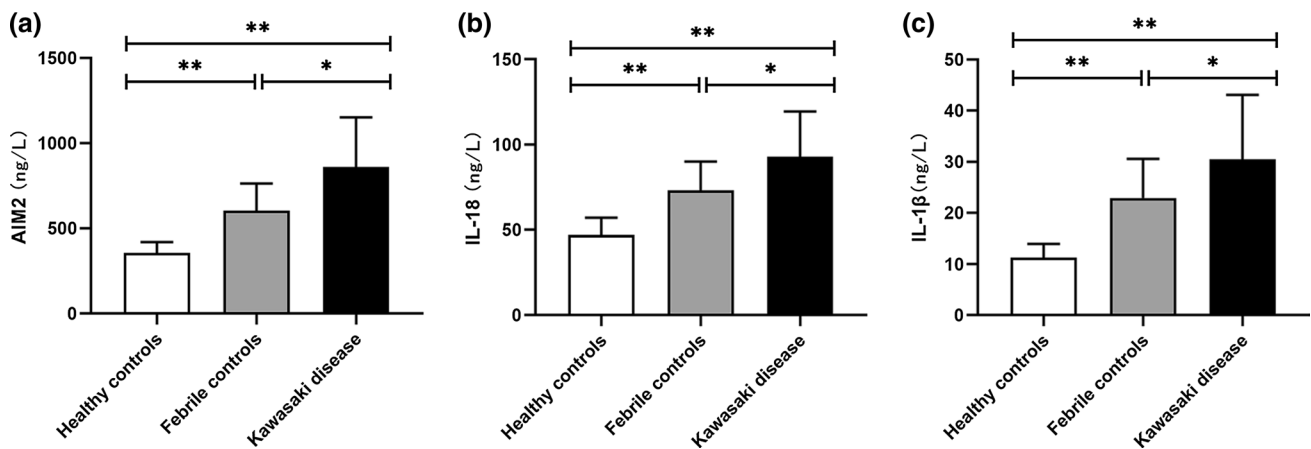 (a)
**
**
*
1500
1000
500
0
AIM2 (ng/L)
Healthy controls
Febrile controls
Kawasaki disease
(b)
**
**
*
150
100
50
0
IL-18 (ng/L)
Healthy controls
Febrile controls
Kawasaki disease
(c)
**
**
*
50
40
30
20
10
0
IL-1β (ng/L)
Healthy controls
Febrile controls
Kawasaki disease